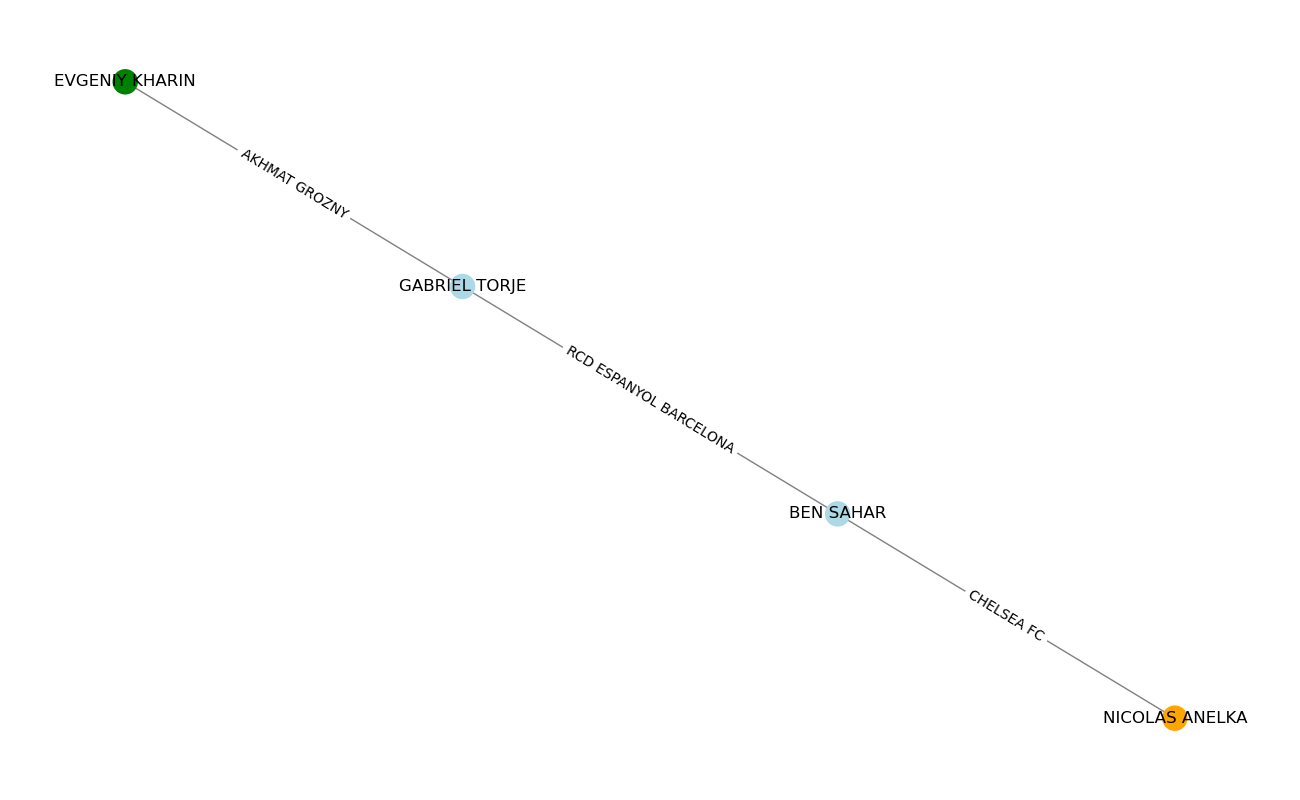 EVGENIY KHARIN
AKHMAT GROZNY
GABRIEL TORJE
RCD ESPANYOL BARCELONA
BEN SAHAR
CHELSEA FC
NICOLAS ANELKA